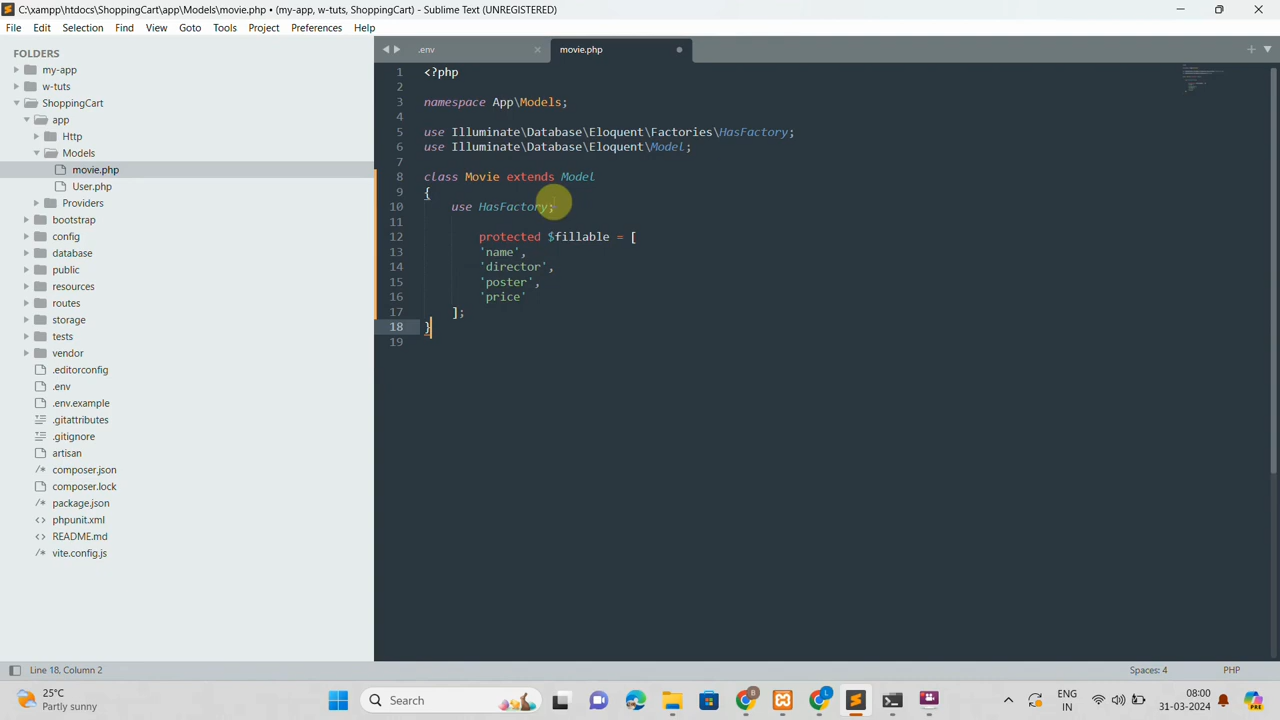 C:\xampp\htdocs\ShoppingCart\app\Models\movie.php • (my-app, w-tuts, ShoppingCart) - Sublime Text (UNREGISTERED)
File Edit Selection Find View Goto Tools Project Preferences Help
FOLDERS
my-app
w-tuts
ShoppingCart
app
Http
Models
movie.php
User.php
Providers
bootstrap
config
database
public
resources
routes
storage
tests
vendor
.editorconfig
.env
.env.example
.gitattributes
.gitignore
artisan
/* composer.json
composer.lock
/* package.json
<> phpunit.xml
<> README.md
/* vite.config.js
.env
movie.php
1 <?php
2
3 namespace App\Models;
4
5 use Illuminate\Database\Eloquent\Factories\HasFactory;
6 use Illuminate\Database\Eloquent\Model;
7
8 class Movie extends Model
9 {
10 use HasFactory;
11
12 protected $fillable = [
13 'name',
14 'director',
15 'poster',
16 'price'
17 ];
18 }
19
Line 18, Column 2
Spaces: 4
PHP
25°C
Partly sunny
Search
ENG
IN
08:00
31-03-2024